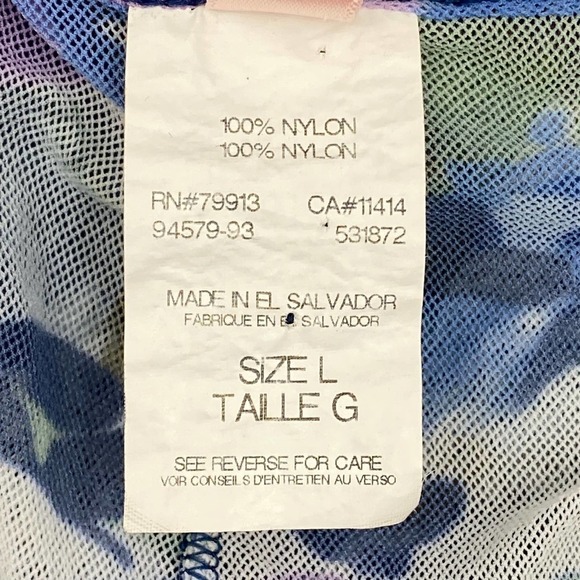 100% NYLON
100% NYLON
RN#79913 CA#11414
94579-93 531872
MADE IN EL SALVADOR
FABRIQUE EN EL SALVADOR
SIZE L
TAILLE G
SEE REVERSE FOR CARE
VOIR CONSEILS D'ENTRETIEN AU VERSO